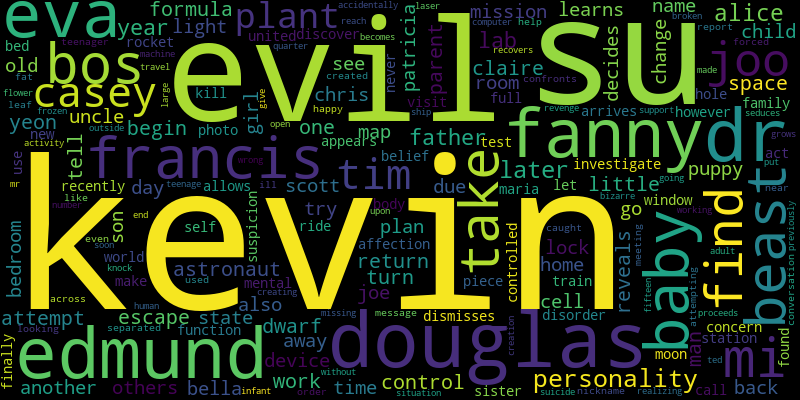 eva year formula light plant mission learns name alice
rocket united discover quarter evil su patricia
bed teenager reach accidentally becomes computer laser help broken report child
old bos travel machine recovers see lab parent claire decides change joo
fat casey large kill never confronts forced made space
flower created happy chris room visit hole family
leaf frozen uncle photo girl give ship full arrives however
yeon begin one map father fanny revenge support dr
new outside open appears test seduces
activity francis tim take later investigate grows act
use tell wrong belief maria let going put
mr recently day allows scott due little bizarre puppy near
like teenage ill body upon go window
number son suspicion try plan controlled working
bedroom end self ride affection lock caught baby find beast
even soon kevin return piece home reveals meeting adult previously
world astronaut also turn train attempting conversation
knock make used mental joe cell
across human creating missing message dismisses disorder moon proceeds
attempt escape state dwarf douglas man concern
looking separated function away station
finally edmund device without creation ted found mi
another others bella work time control personality
infant order situation sister suicide nickname realizing call back